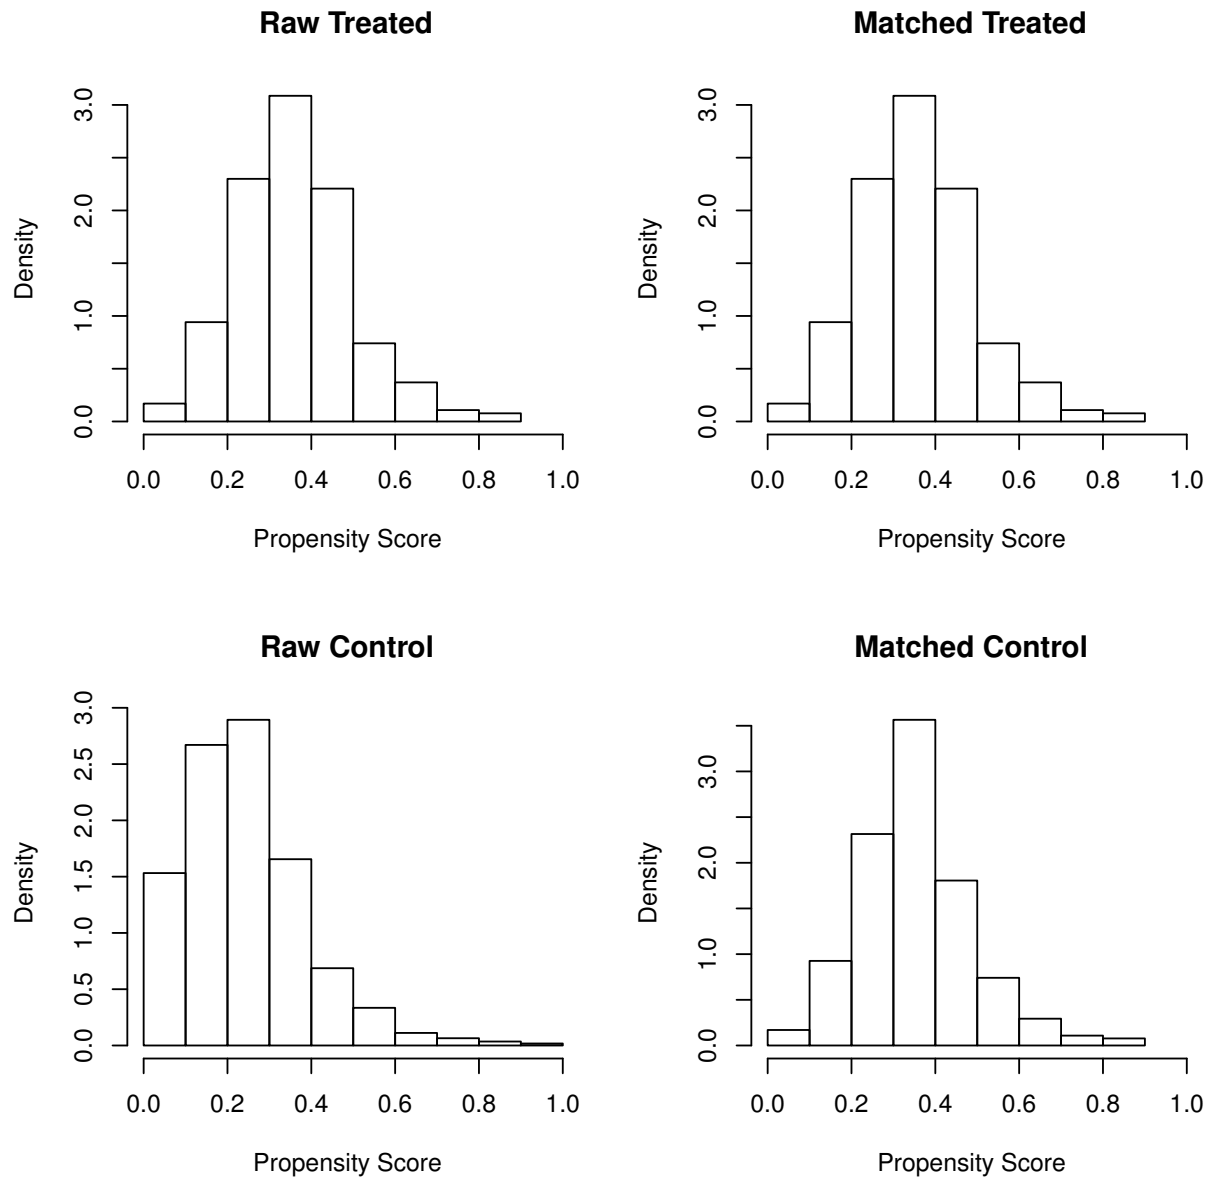 Raw Treated
Density
0.0 1.0 2.0 3.0
0.0 0.2 0.4 0.6 0.8 1.0
Propensity Score
Matched Treated
Density
0.0 1.0 2.0 3.0
0.0 0.2 0.4 0.6 0.8 1.0
Propensity Score
Raw Control
Density
0.0 0.5 1.0 1.5 2.0 2.5 3.0
0.0 0.2 0.4 0.6 0.8 1.0
Propensity Score
Matched Control
Density
0.0 1.0 2.0 3.0
0.0 0.2 0.4 0.6 0.8 1.0
Propensity Score